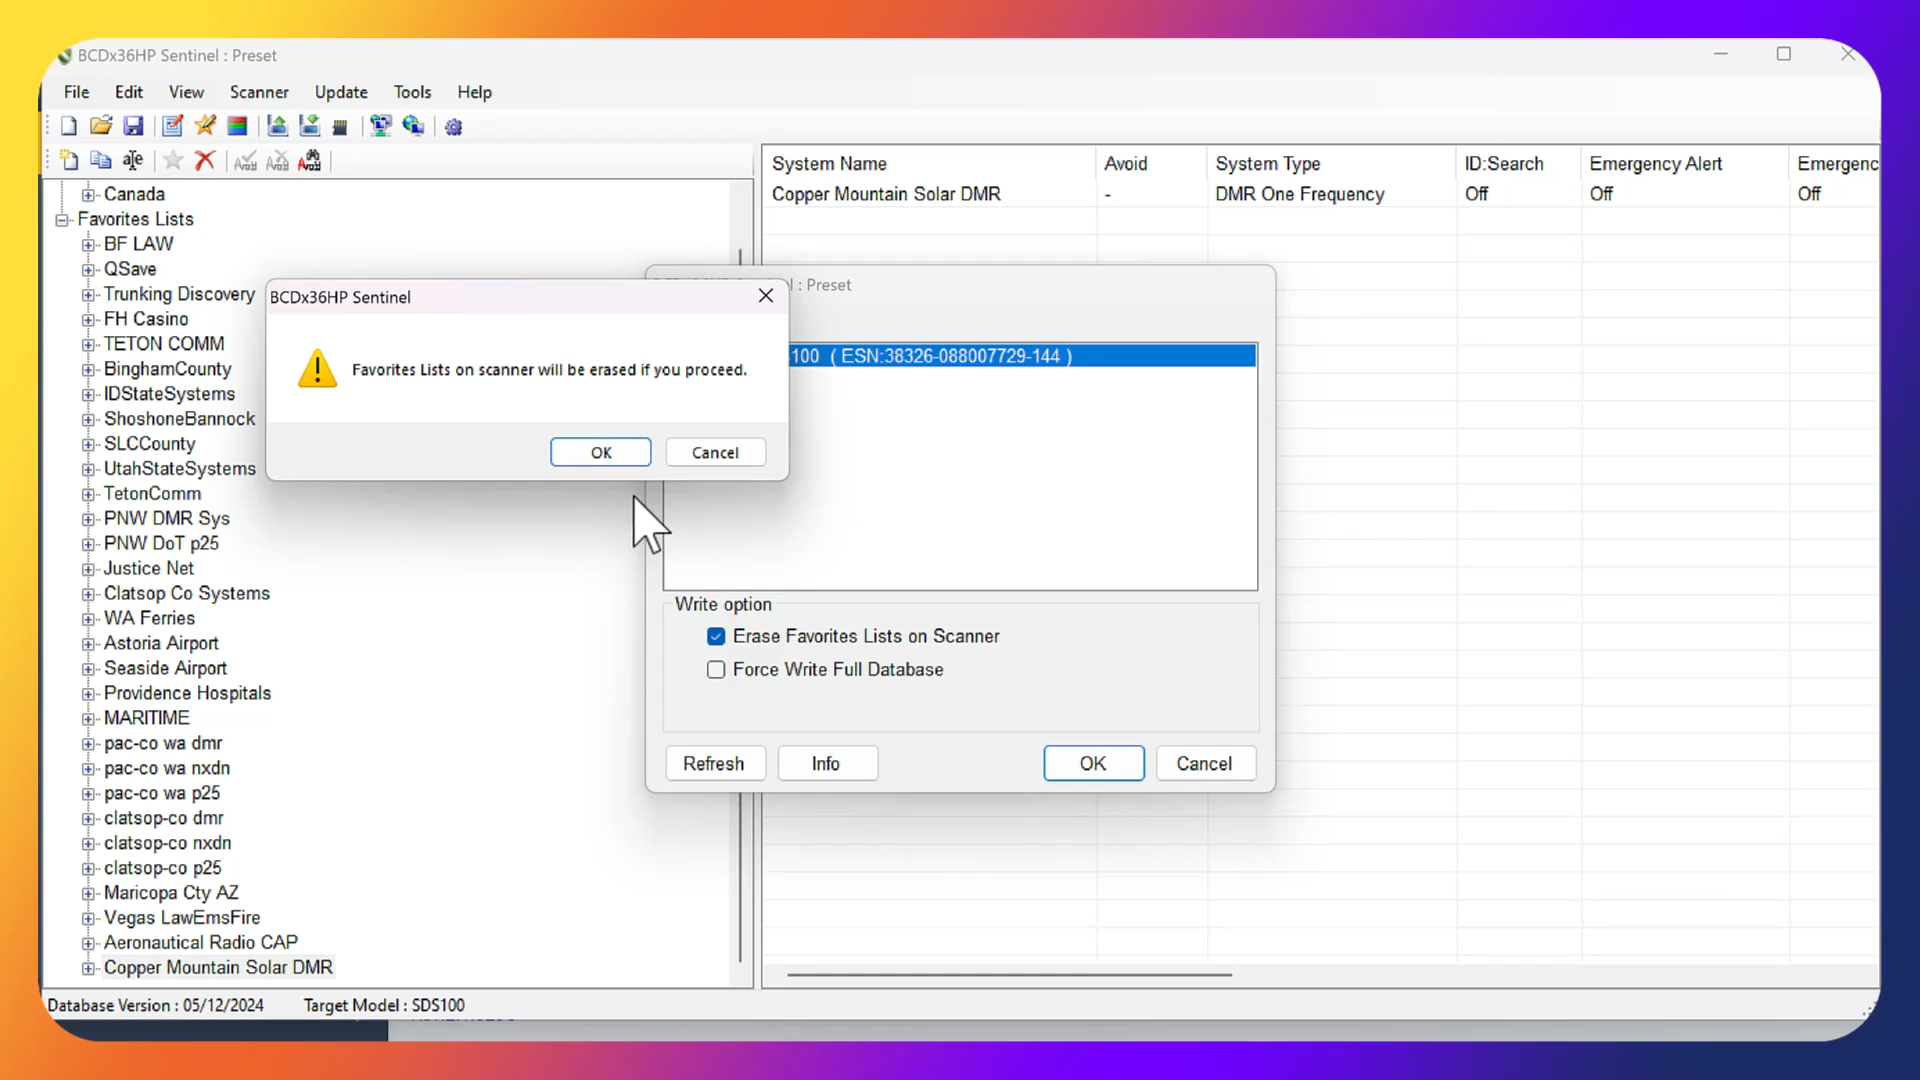 BCDx36HP Sentinel : Preset
File Edit View Scanner Update Tools Help
Canada
Favorites Lists
BF LAW
QSave
Trunking Discovery
FH Casino
TETON COMM
BinghamCounty
IDStateSystems
ShoshoneBannock
SLCCounty
UtahStateSystems
TetonComm
PNW DMR Sys
PNW DoT p25
Justice Net
Clatsop Co Systems
WA Ferries
Astoria Airport
Seaside Airport
Providence Hospitals
MARITIME
pac-co wa dmr
pac-co wa nxdn
pac-co wa p25
clatsop-co dmr
clatsop-co nxdn
clatsop-co p25
Maricopa Cty AZ
Vegas LawEmsFire
Aeronautical Radio CAP
Copper Mountain Solar DMR
System Name Avoid System Type ID:Search Emergency Alert Emergenc
Copper Mountain Solar DMR - DMR One Frequency Off Off Off
BCDx36HP Sentinel
Favorites Lists on scanner will be erased if you proceed.
OK Cancel
: Preset
100 ( ESN:38326-088007729-144 )
Write option
Erase Favorites Lists on Scanner
Force Write Full Database
Refresh Info OK Cancel
Database Version : 05/12/2024 Target Model : SDS100